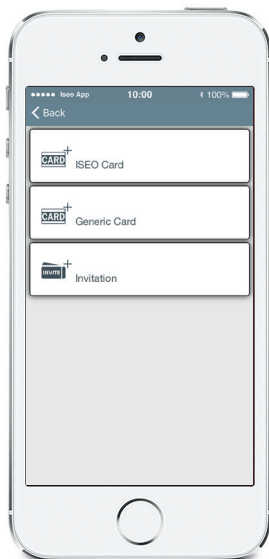 Iseo App 10:00 100%
Back
CARD
ISEO Card
CARD
Generic Card
INVITE
Invitation